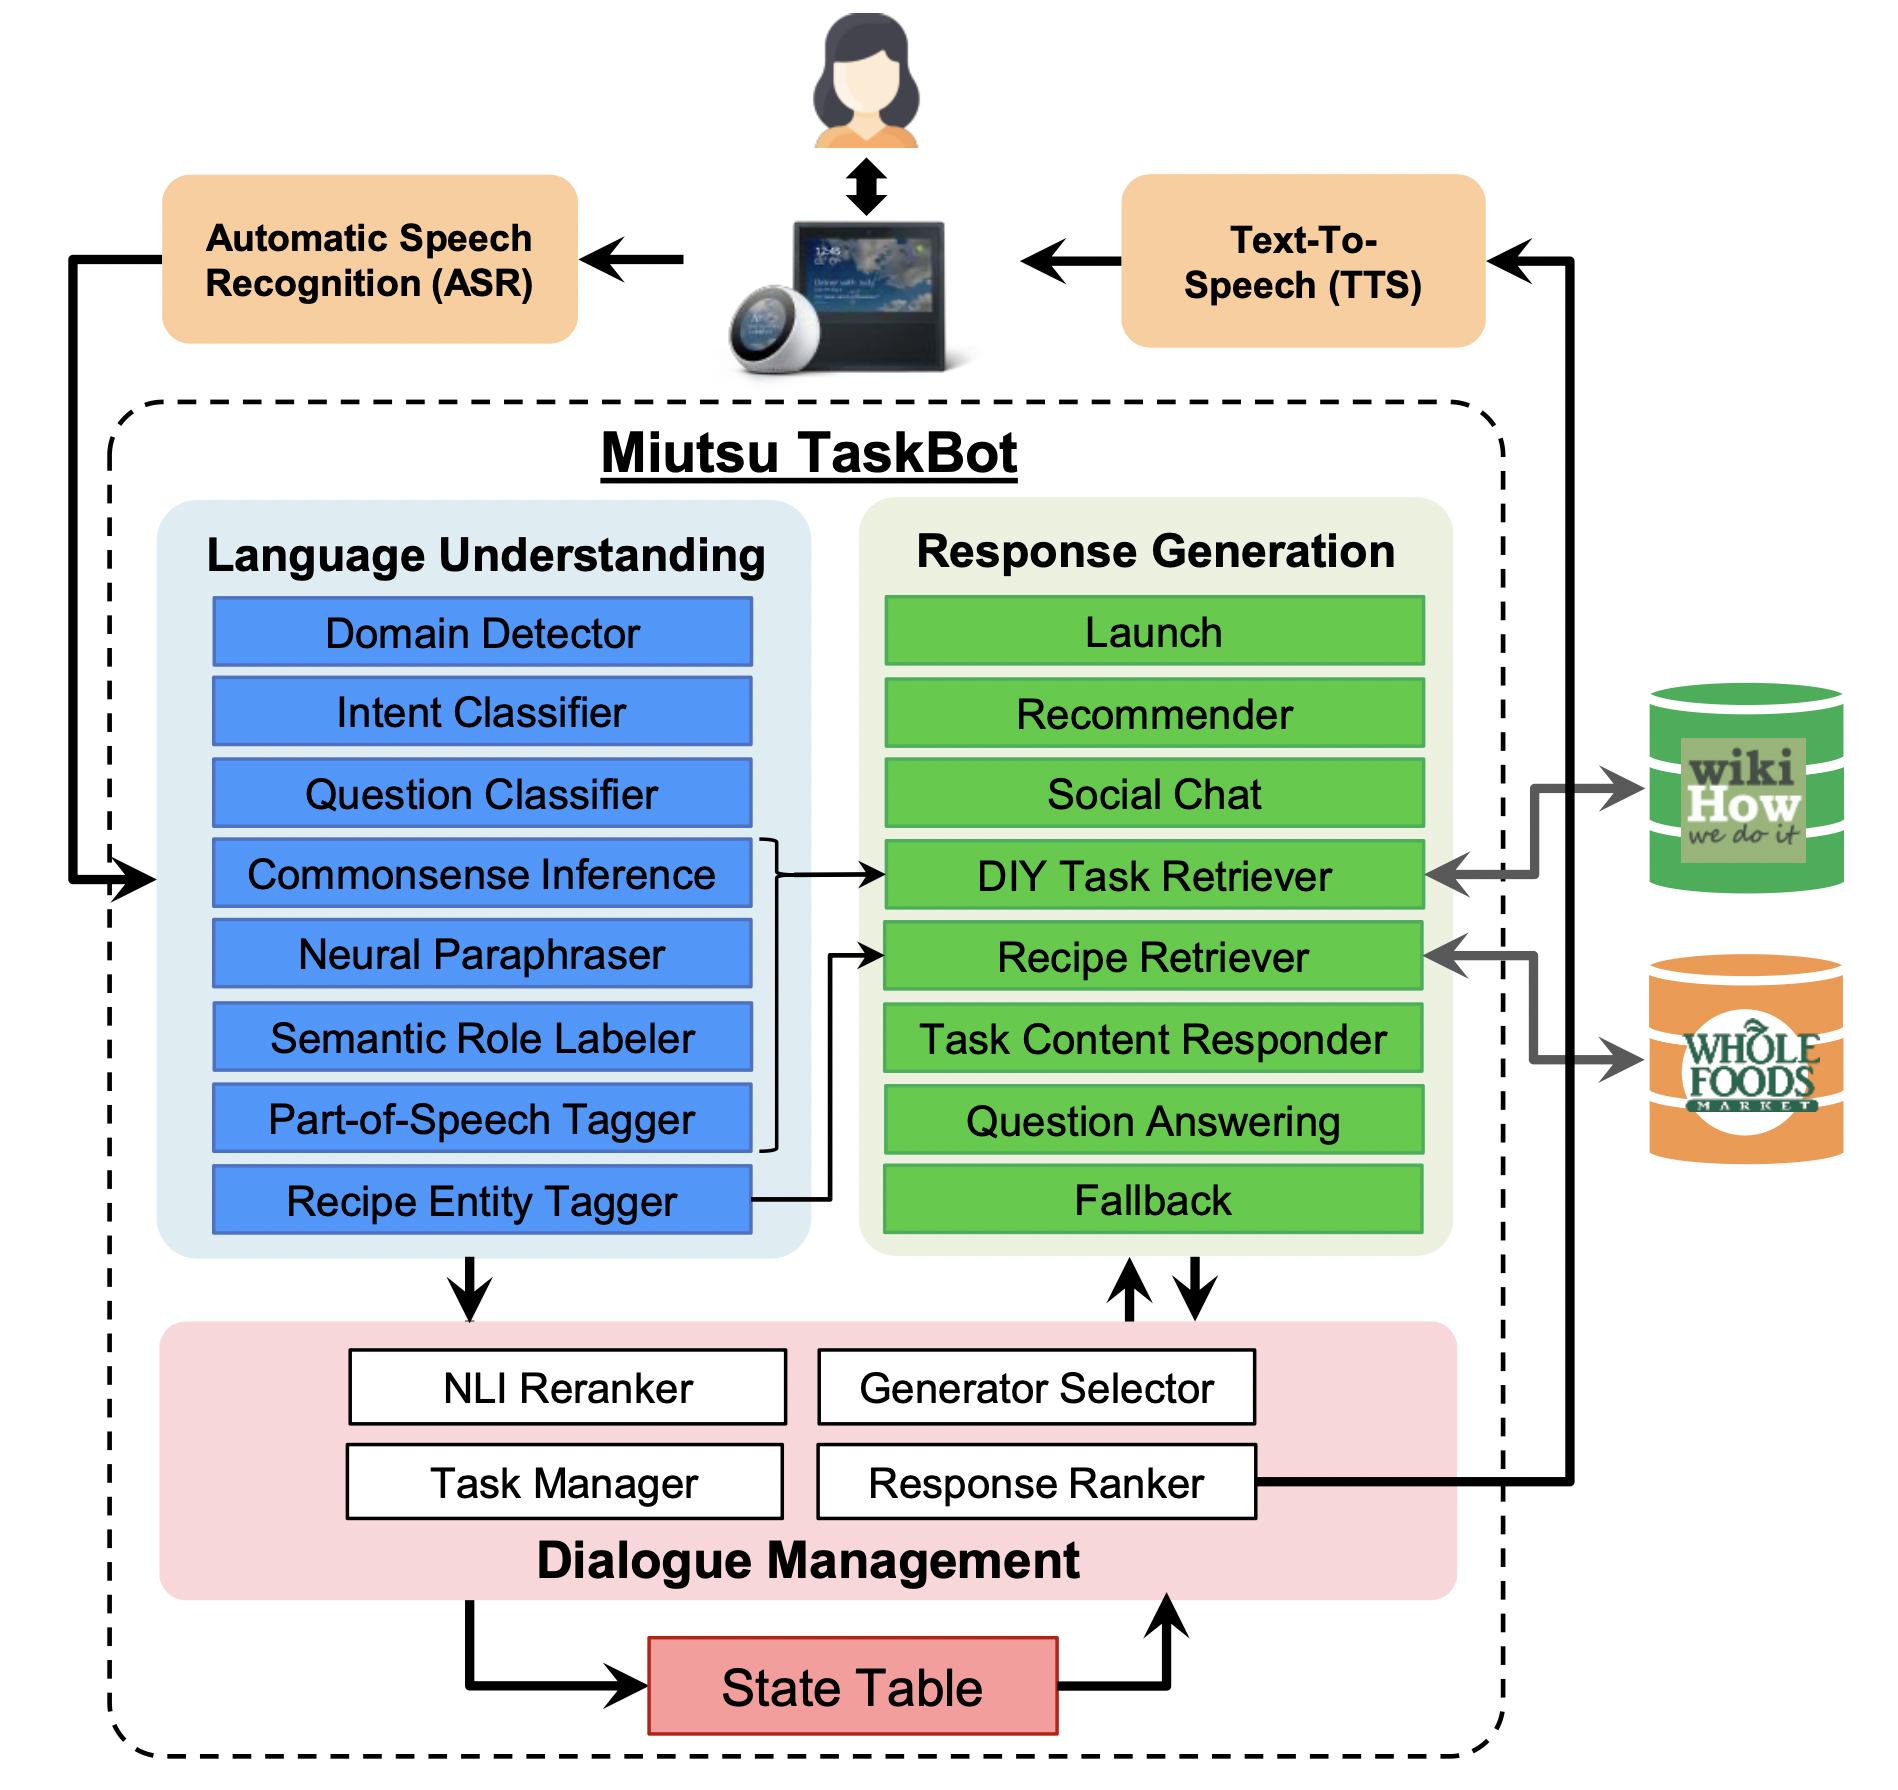 Automatic Speech
Recognition (ASR)
Text-To-
Speech (TTS)
12:45
Miutsu TaskBot
Language Understanding
Domain Detector
Intent Classifier
Question Classifier
Commonsense Inference
Neural Paraphraser
Semantic Role Labeler
Part-of-Speech Tagger
Recipe Entity Tagger
Response Generation
Launch
Recommender
Social Chat
DIY Task Retriever
Recipe Retriever
Task Content Responder
Question Answering
Fallback
wiki
How
we do it
WHOLE
FOODS
MARKET
NLI Reranker
Generator Selector
Task Manager
Response Ranker
Dialogue Management
State Table